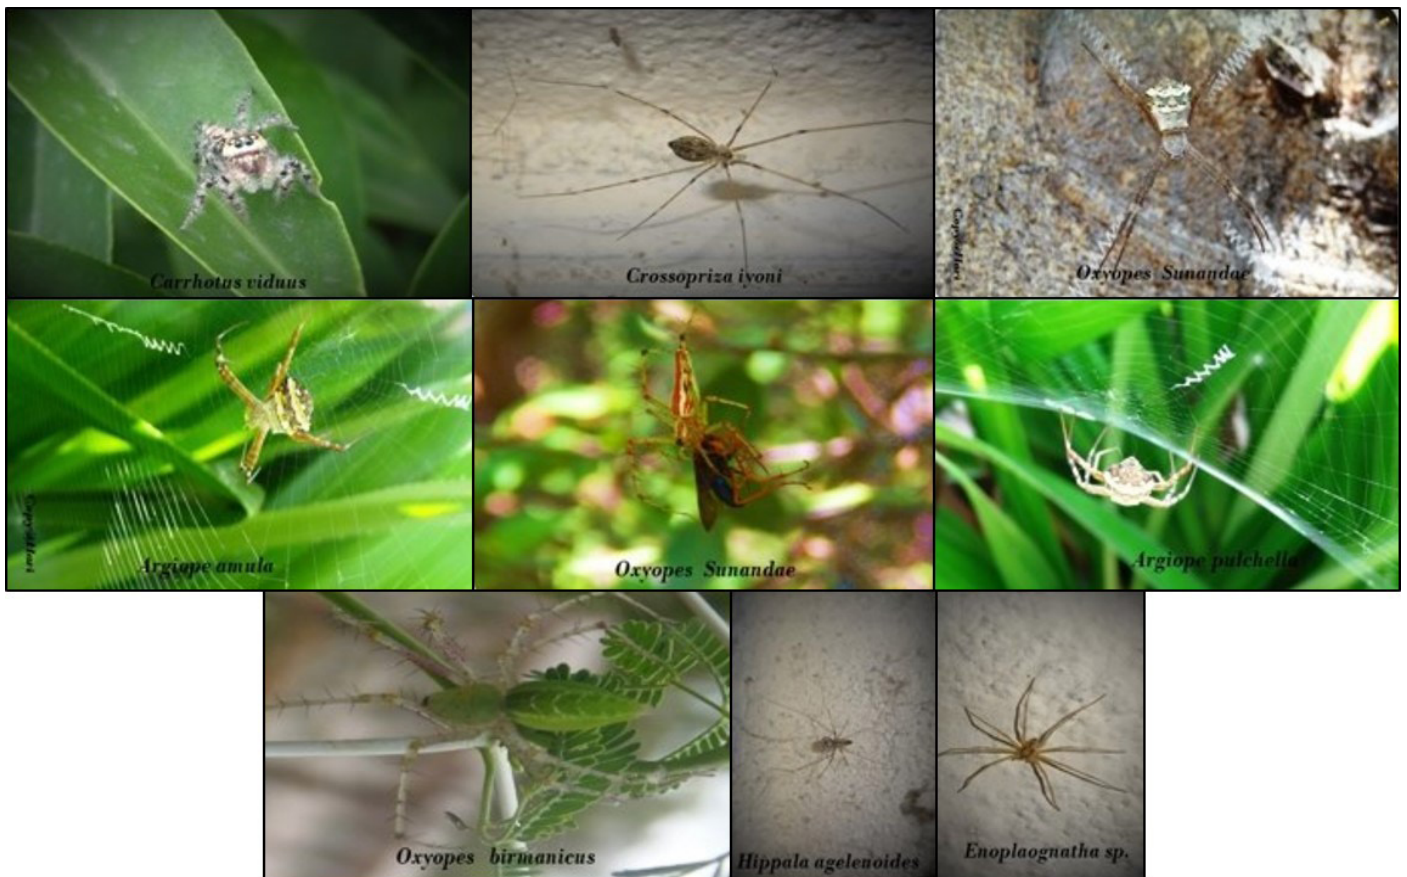 Carrhotus viduus
Crossopriza iyoni
Oxyopes Sunandae
Argiope amula
Oxyopes Sunandae
Argiope pulchella
Oxyopes birmanicus
Hippala agelenoides
Enoplaognatha sp.